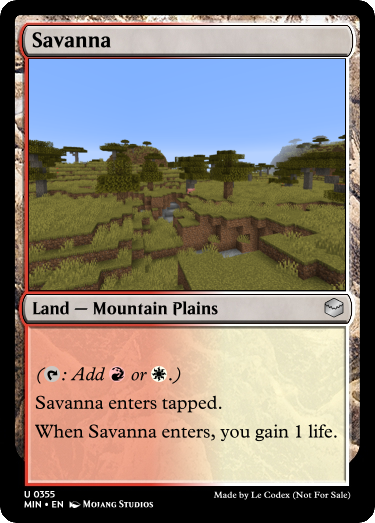 Savanna
Land — Mountain Plains
(: Add or .)
Savanna enters tapped.
When Savanna enters, you gain 1 life.
U 0355
MIN • EN Mojang Studios
Made by Le Codex (Not For Sale)